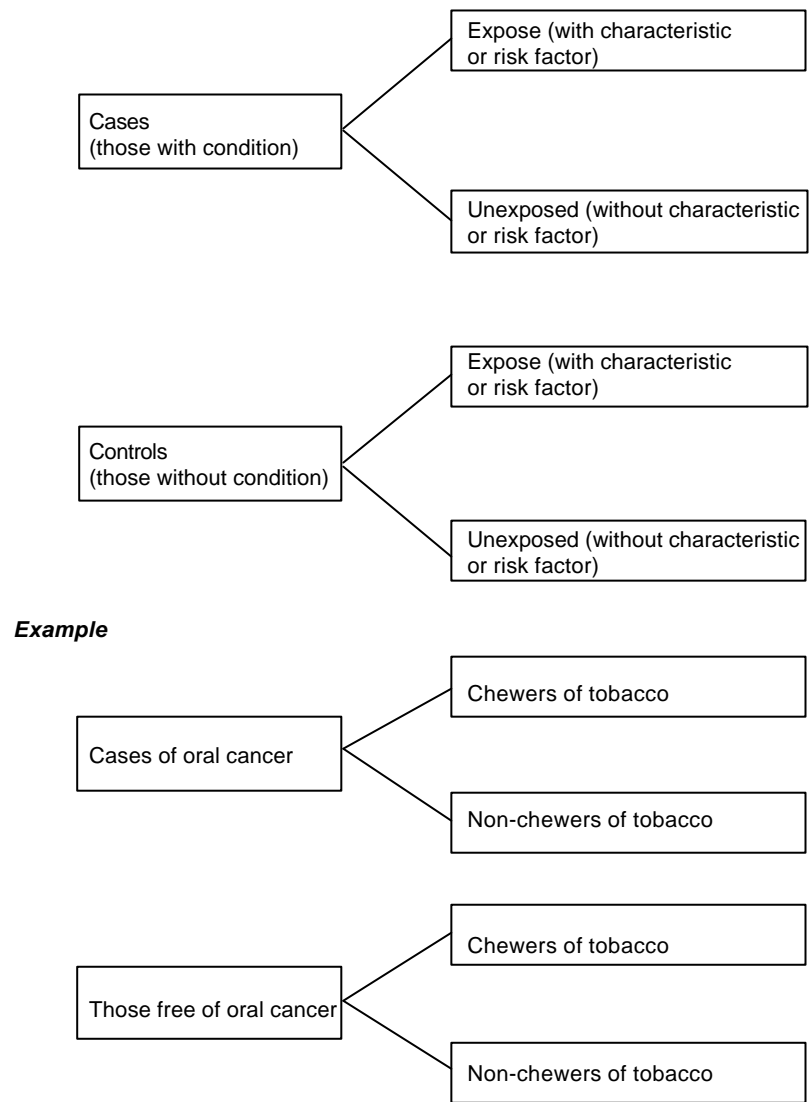 Expose (with characteristic
or risk factor)
Cases
(those with condition)
Unexposed (without characteristic
or risk factor)
Expose (with characteristic
or risk factor)
Controls
(those without condition)
Unexposed (without characteristic
or risk factor)
Example
Chewers of tobacco
Cases of oral cancer
Non-chewers of tobacco
Chewers of tobacco
Those free of oral cancer
Non-chewers of tobacco